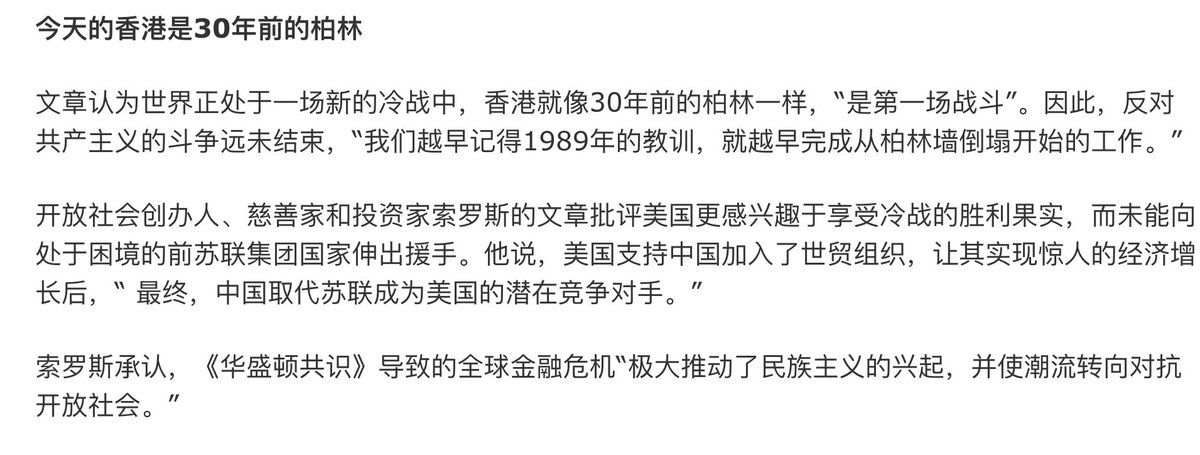 今天的香港是30年前的柏林
文章认为世界正处于一场新的冷战中，香港就像30年前的柏林一样，“是第一场战斗”。因此，反对
共产主义的斗争远未结束，“我们越早记得1989年的教训，就越早完成从柏林墙倒塌开始的工作。”
开放社会创办人、慈善家和投资家索罗斯的文章批评美国更感兴趣于享受冷战的胜利果实，而未能向
处于困境的前苏联集团国家伸出援手。他说，美国支持中国加入了世贸组织，让其实现惊人的经济增
长后，“ 最终，中国取代苏联成为美国的潜在竞争对手。”
索罗斯承认，《华盛顿共识》导致的全球金融危机“极大推动了民族主义的兴起，并使潮流转向对抗
开放社会。”